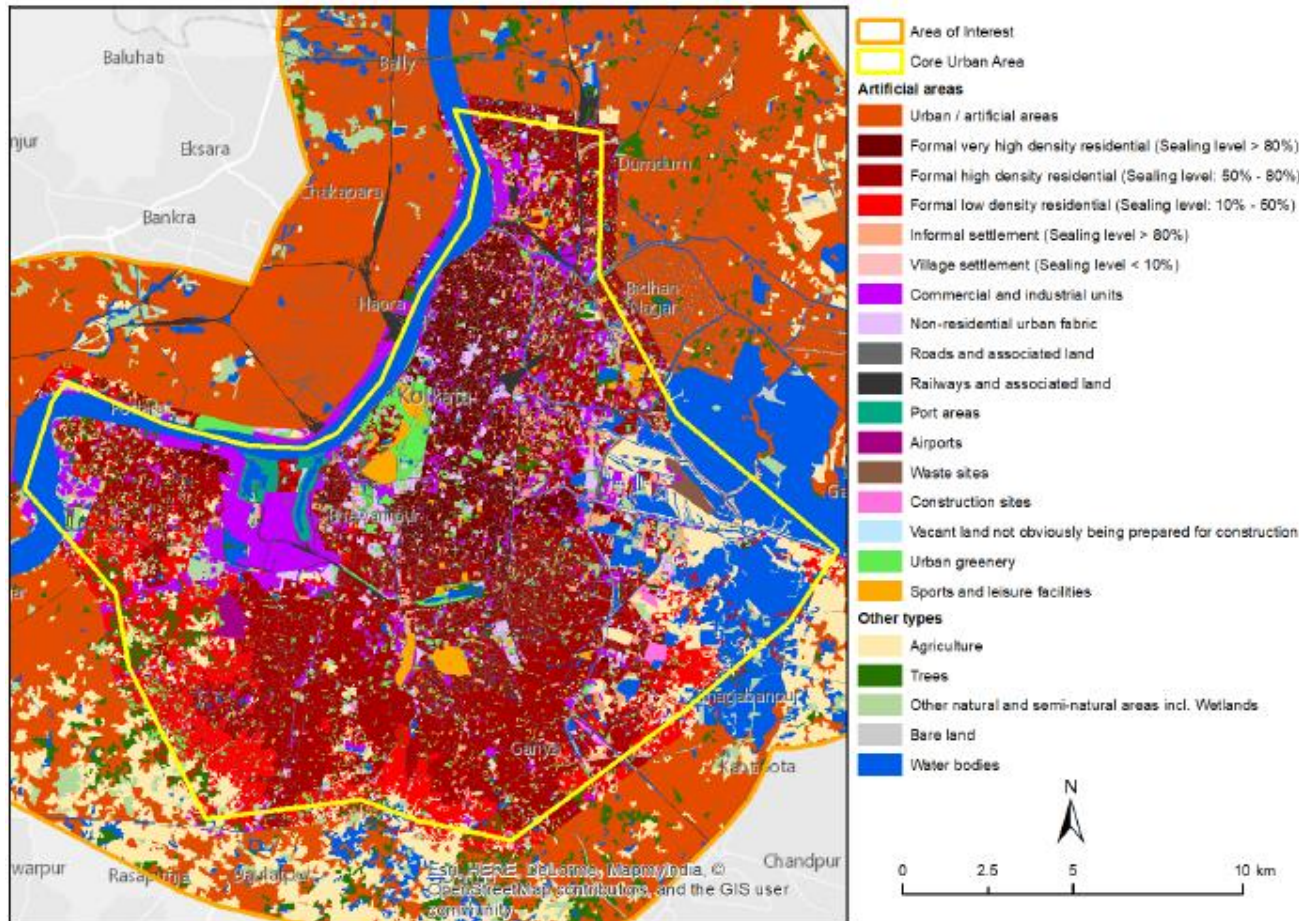 Baluhati
Bally
njur
Eksara
Dumdum
Chakapara
Bankra
Bidhan
Nagar
Haora
Kolkata
Bhawanipur
Gariya
Kantipota
warpur
Chandpur
Esri, HERE, DeLorme, MapmyIndia, ©
OpenStreetMap contributors, and the GIS user
community
Area of Interest
Core Urban Area
Artificial areas
Urban / artificial areas
Formal very high density residential (Sealing level > 80%)
Formal high density residential (Sealing level: 50% - 80%)
Formal low density residential (Sealing level: 10% - 50%)
Informal settlement (Sealing level > 80%)
Village settlement (Sealing level < 10%)
Commercial and industrial units
Non-residential urban fabric
Roads and associated land
Railways and associated land
Port areas
Airports
Waste sites
Construction sites
Vacant land not obviously being prepared for construction
Urban greenery
Sports and leisure facilities
Other types
Agriculture
Trees
Other natural and semi-natural areas incl. Wetlands
Bare land
Water bodies
N
0 2.5 5 10 km